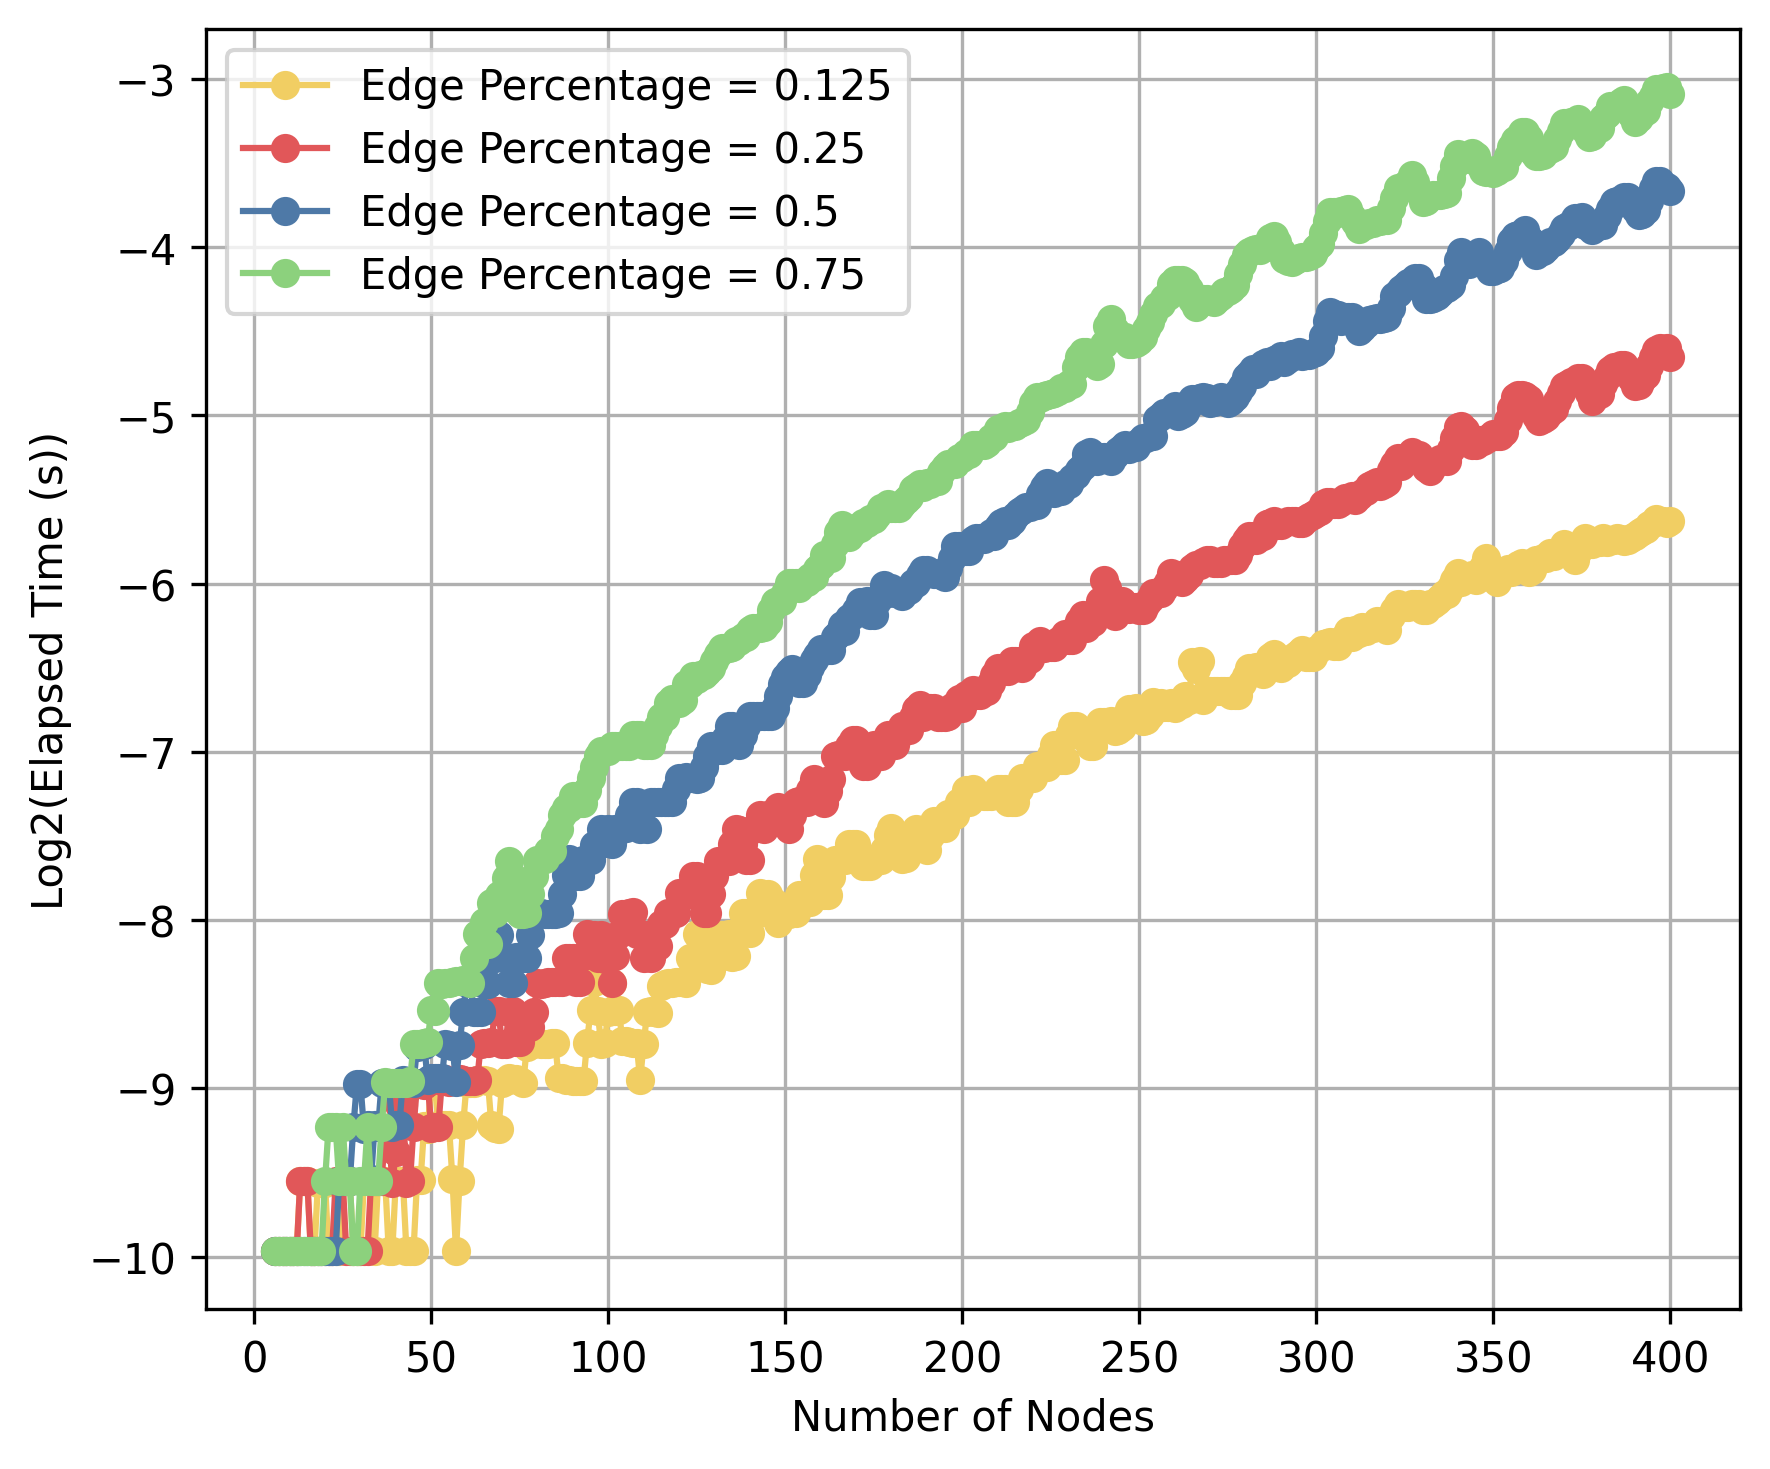 Edge Percentage = 0.125
Edge Percentage = 0.25
Edge Percentage = 0.5
Edge Percentage = 0.75
−3
−4
−5
−6
−7
−8
−9
−10
Log2(Elapsed Time (s))
0 50 100 150 200 250 300 350 400
Number of Nodes